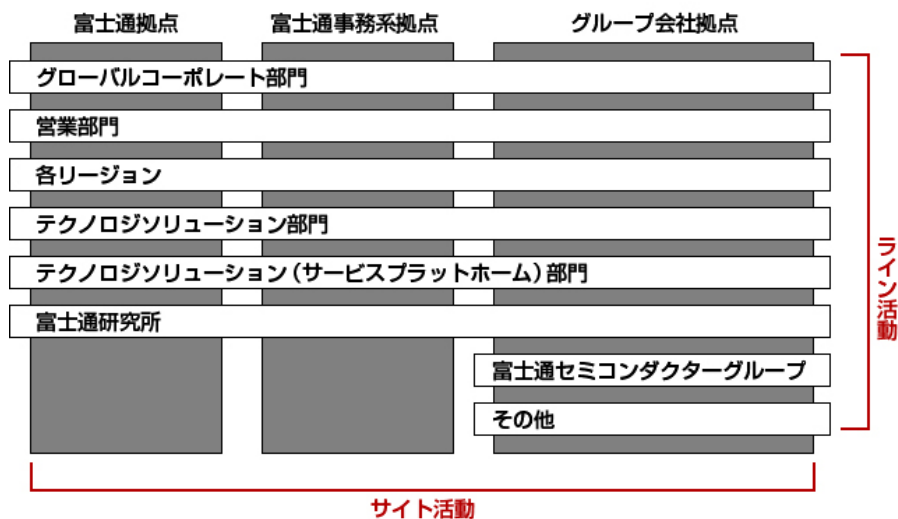 富士通拠点
富士通事務系拠点
グループ会社拠点
グローバルコーポレート部門
営業部門
各リージョン
テクノロジソリューション部門
テクノロジソリューション（サービスプラットホーム）部門
富士通研究所
富士通セミコンダクターグループ
その他
ライン活動
サイト活動